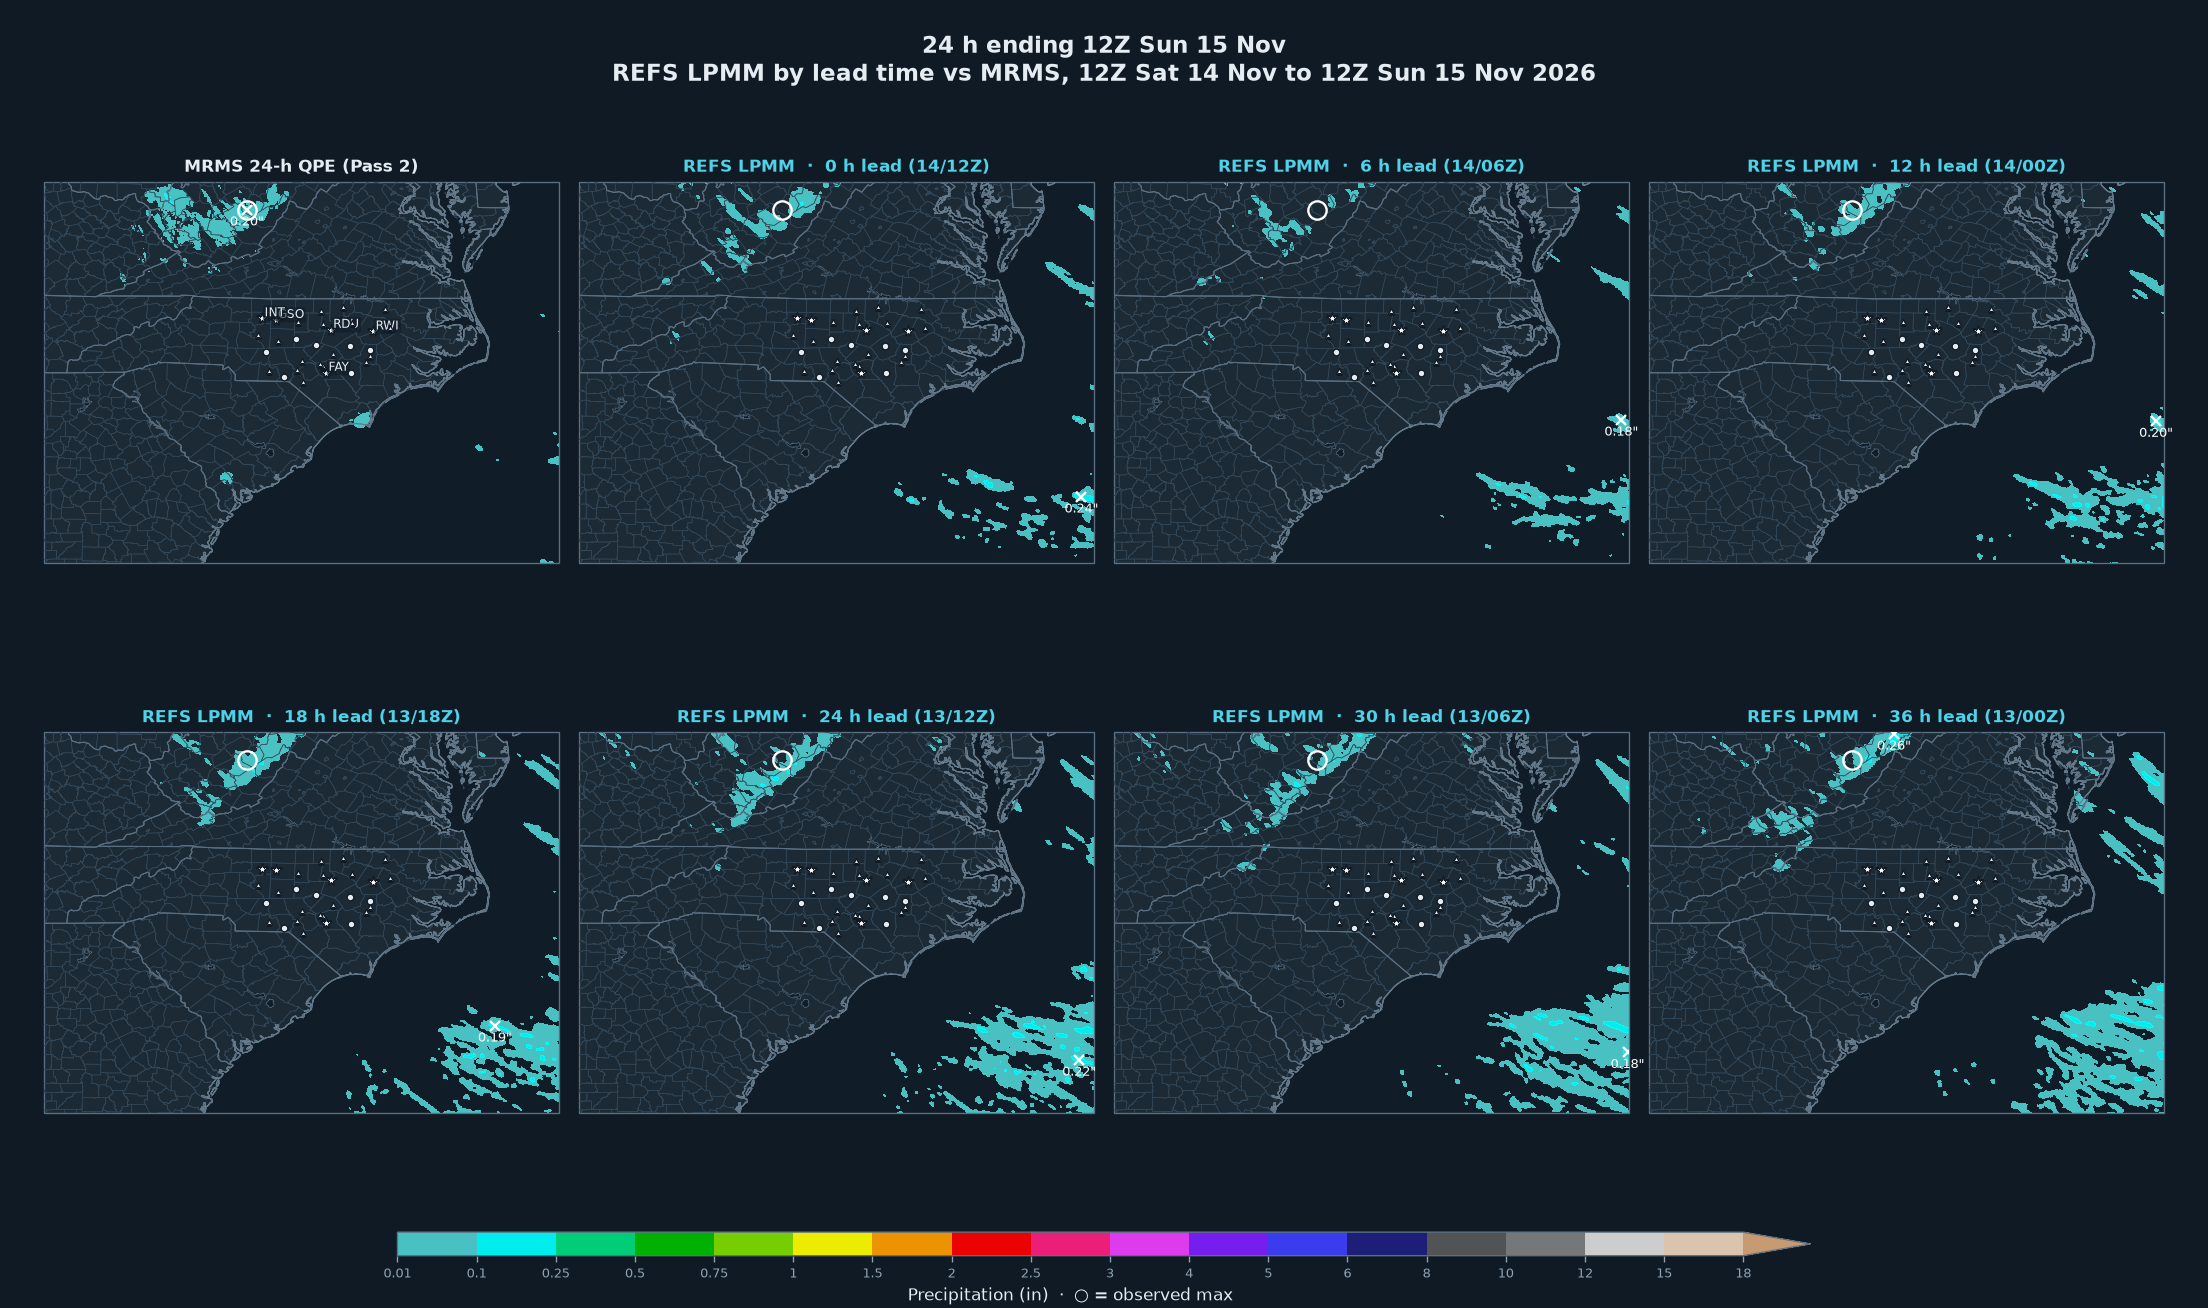 24 h ending 12Z Sun 15 Nov
REFS LPMM by lead time vs MRMS, 12Z Sat 14 Nov to 12Z Sun 15 Nov 2026
MRMS 24-h QPE (Pass 2)
REFS LPMM · 0 h lead (14/12Z)
REFS LPMM · 6 h lead (14/06Z)
REFS LPMM · 12 h lead (14/00Z)
INT
RDU
RWI
FAY
0.24"
0.18"
0.20"
REFS LPMM · 18 h lead (13/18Z)
REFS LPMM · 24 h lead (13/12Z)
REFS LPMM · 30 h lead (13/06Z)
REFS LPMM · 36 h lead (13/00Z)
0.19"
0.22"
0.18"
0.26"
0.01 0.1 0.25 0.5 0.75 1 1.5 2 2.5 3 4 5 6 8 10 12 15 18
Precipitation (in) · ○ = observed max